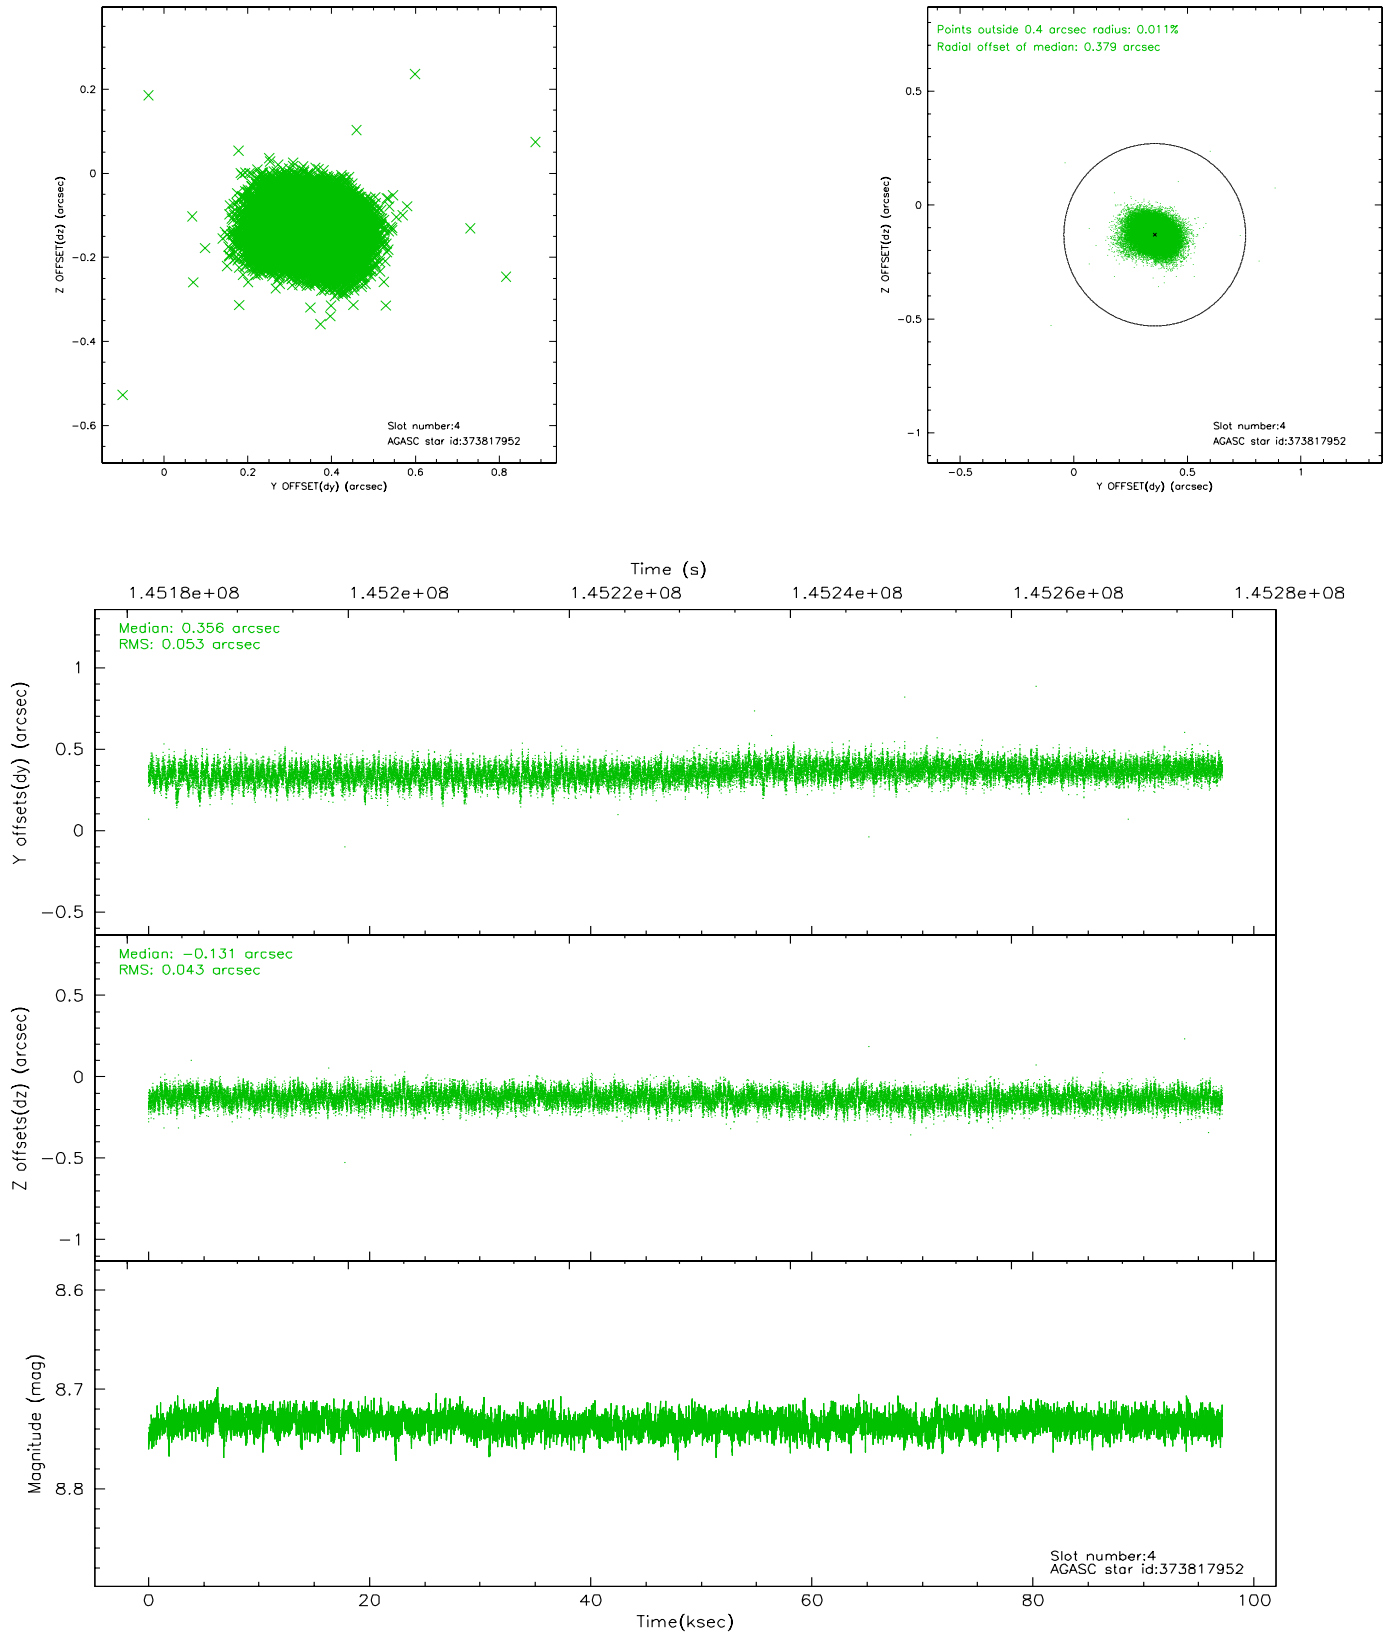 0.2
0
-0.2
-0.4
-0.6
Z OFFSET(dz) (arcsec)
0
0.2
0.4
0.6
0.8
Y OFFSET(dy) (arcsec)
Slot number:4
AGASC star id:373817952
Points outside 0.4 arcsec radius: 0.011%
Radial offset of median: 0.379 arcsec
0.5
0
-0.5
-1
Z OFFSET(dz) (arcsec)
-0.5
0
0.5
1
Y OFFSET(dy) (arcsec)
Slot number:4
AGASC star id:373817952
Time (s)
1.4518e+08
1.452e+08
1.4522e+08
1.4524e+08
1.4526e+08
1.4528e+08
Median: 0.356 arcsec
RMS: 0.053 arcsec
1
0.5
0
-0.5
Y offsets(dy) (arcsec)
Median: -0.131 arcsec
RMS: 0.043 arcsec
0.5
0
-0.5
-1
Z offsets(dz) (arcsec)
8.6
8.7
8.8
Magnitude (mag)
Slot number:4
AGASC star id:373817952
0
20
40
60
80
100
Time(ksec)